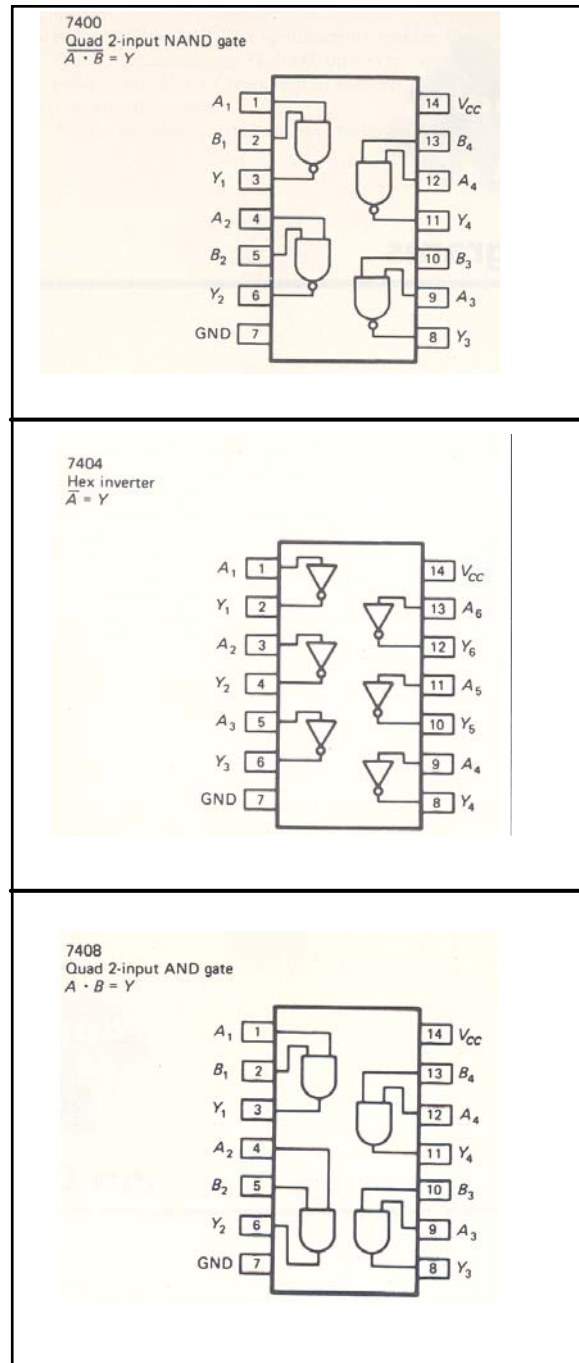 7400
Quad 2-input NAND gate
A̅ ̅·̅ ̅B̅ = Y
A₁ 1 14 V_CC
B₁ 2 13 B₄
Y₁ 3 12 A₄
A₂ 4 11 Y₄
B₂ 5 10 B₃
Y₂ 6 9 A₃
GND 7 8 Y₃
7404
Hex inverter
A̅ = Y
A₁ 1 14 V_CC
Y₁ 2 13 A₆
A₂ 3 12 Y₆
Y₂ 4 11 A₅
A₃ 5 10 Y₅
Y₃ 6 9 A₄
GND 7 8 Y₄
7408
Quad 2-input AND gate
A · B = Y
A₁ 1 14 V_CC
B₁ 2 13 B₄
Y₁ 3 12 A₄
A₂ 4 11 Y₄
B₂ 5 10 B₃
Y₂ 6 9 A₃
GND 7 8 Y₃